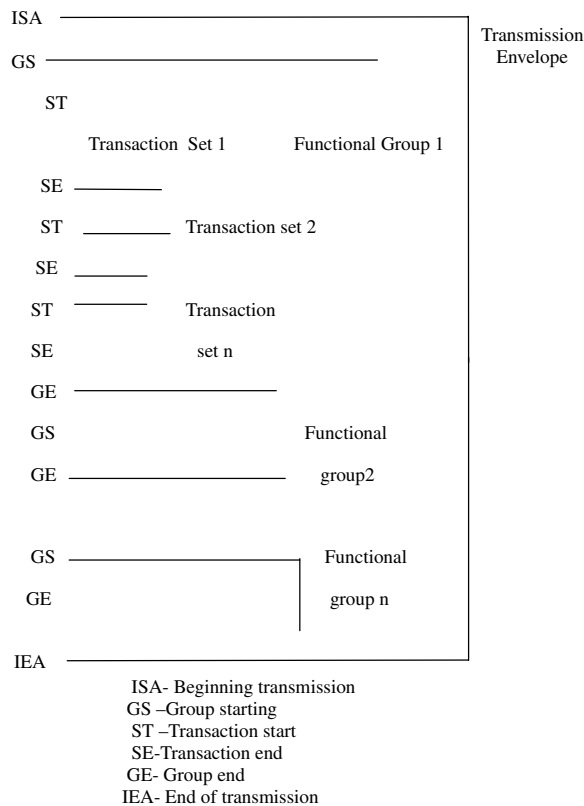 ISA
Transmission
Envelope
GS
ST
Transaction Set 1 Functional Group 1
SE
ST Transaction set 2
SE
ST Transaction
SE set n
GE
GS Functional
GE group2
GS Functional
GE group n
IEA
ISA- Beginning transmission
GS –Group starting
ST –Transaction start
SE-Transaction end
GE- Group end
IEA- End of transmission